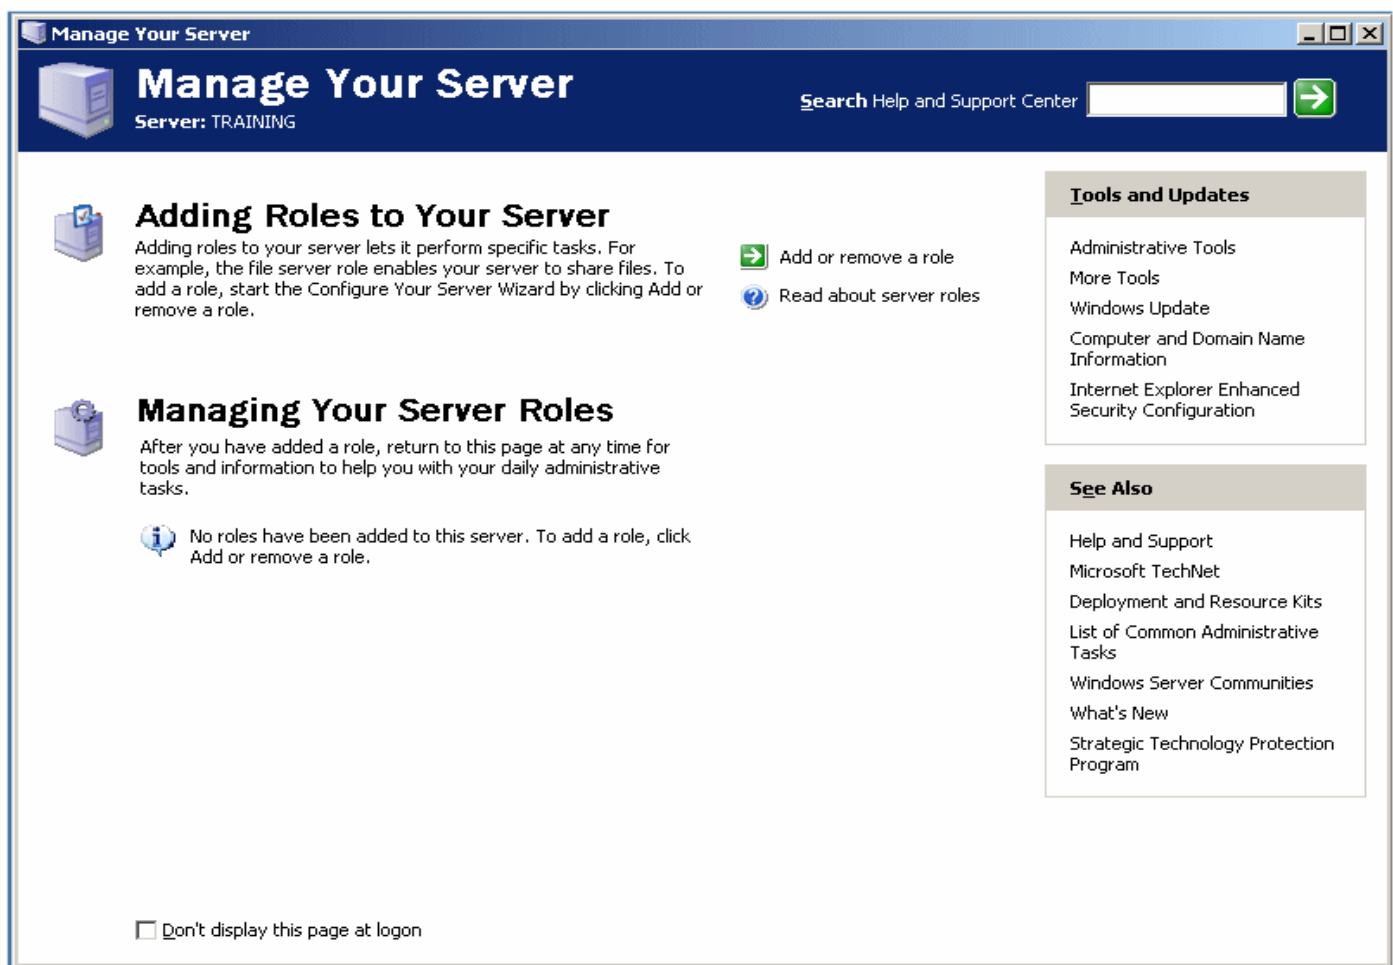 Manage Your Server
Manage Your Server
Server: TRAINING
Search Help and Support Center
Adding Roles to Your Server
Adding roles to your server lets it perform specific tasks. For
example, the file server role enables your server to share files. To
add a role, start the Configure Your Server Wizard by clicking Add or
remove a role.
Add or remove a role
Read about server roles
Managing Your Server Roles
After you have added a role, return to this page at any time for
tools and information to help you with your daily administrative
tasks.
No roles have been added to this server. To add a role, click
Add or remove a role.
Tools and Updates
Administrative Tools
More Tools
Windows Update
Computer and Domain Name
Information
Internet Explorer Enhanced
Security Configuration
See Also
Help and Support
Microsoft TechNet
Deployment and Resource Kits
List of Common Administrative
Tasks
Windows Server Communities
What's New
Strategic Technology Protection
Program
Don't display this page at logon